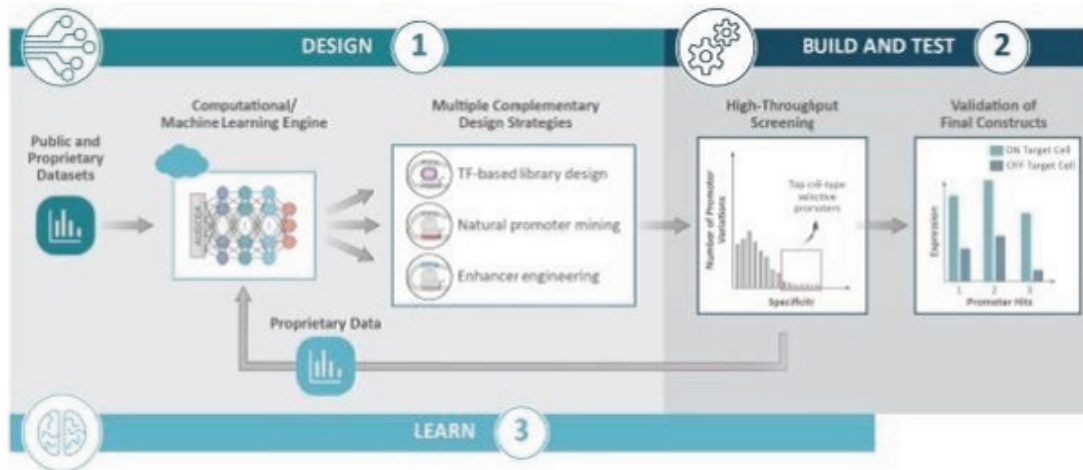 DESIGN 1
BUILD AND TEST 2
Public and
Proprietary
Datasets
Computational/
Machine Learning Engine
Multiple Complementary
Design Strategies
TF-based library design
Natural promoter mining
Enhancer engineering
High-Throughput
Screening
Number of Promoter
Variations
Top cell-type
selective
promoters
Specificity
Validation of
Final Constructs
ON Target Cell
OFF Target Cell
Expression
1 2 3
Promoter Hits
Proprietary Data
LEARN 3